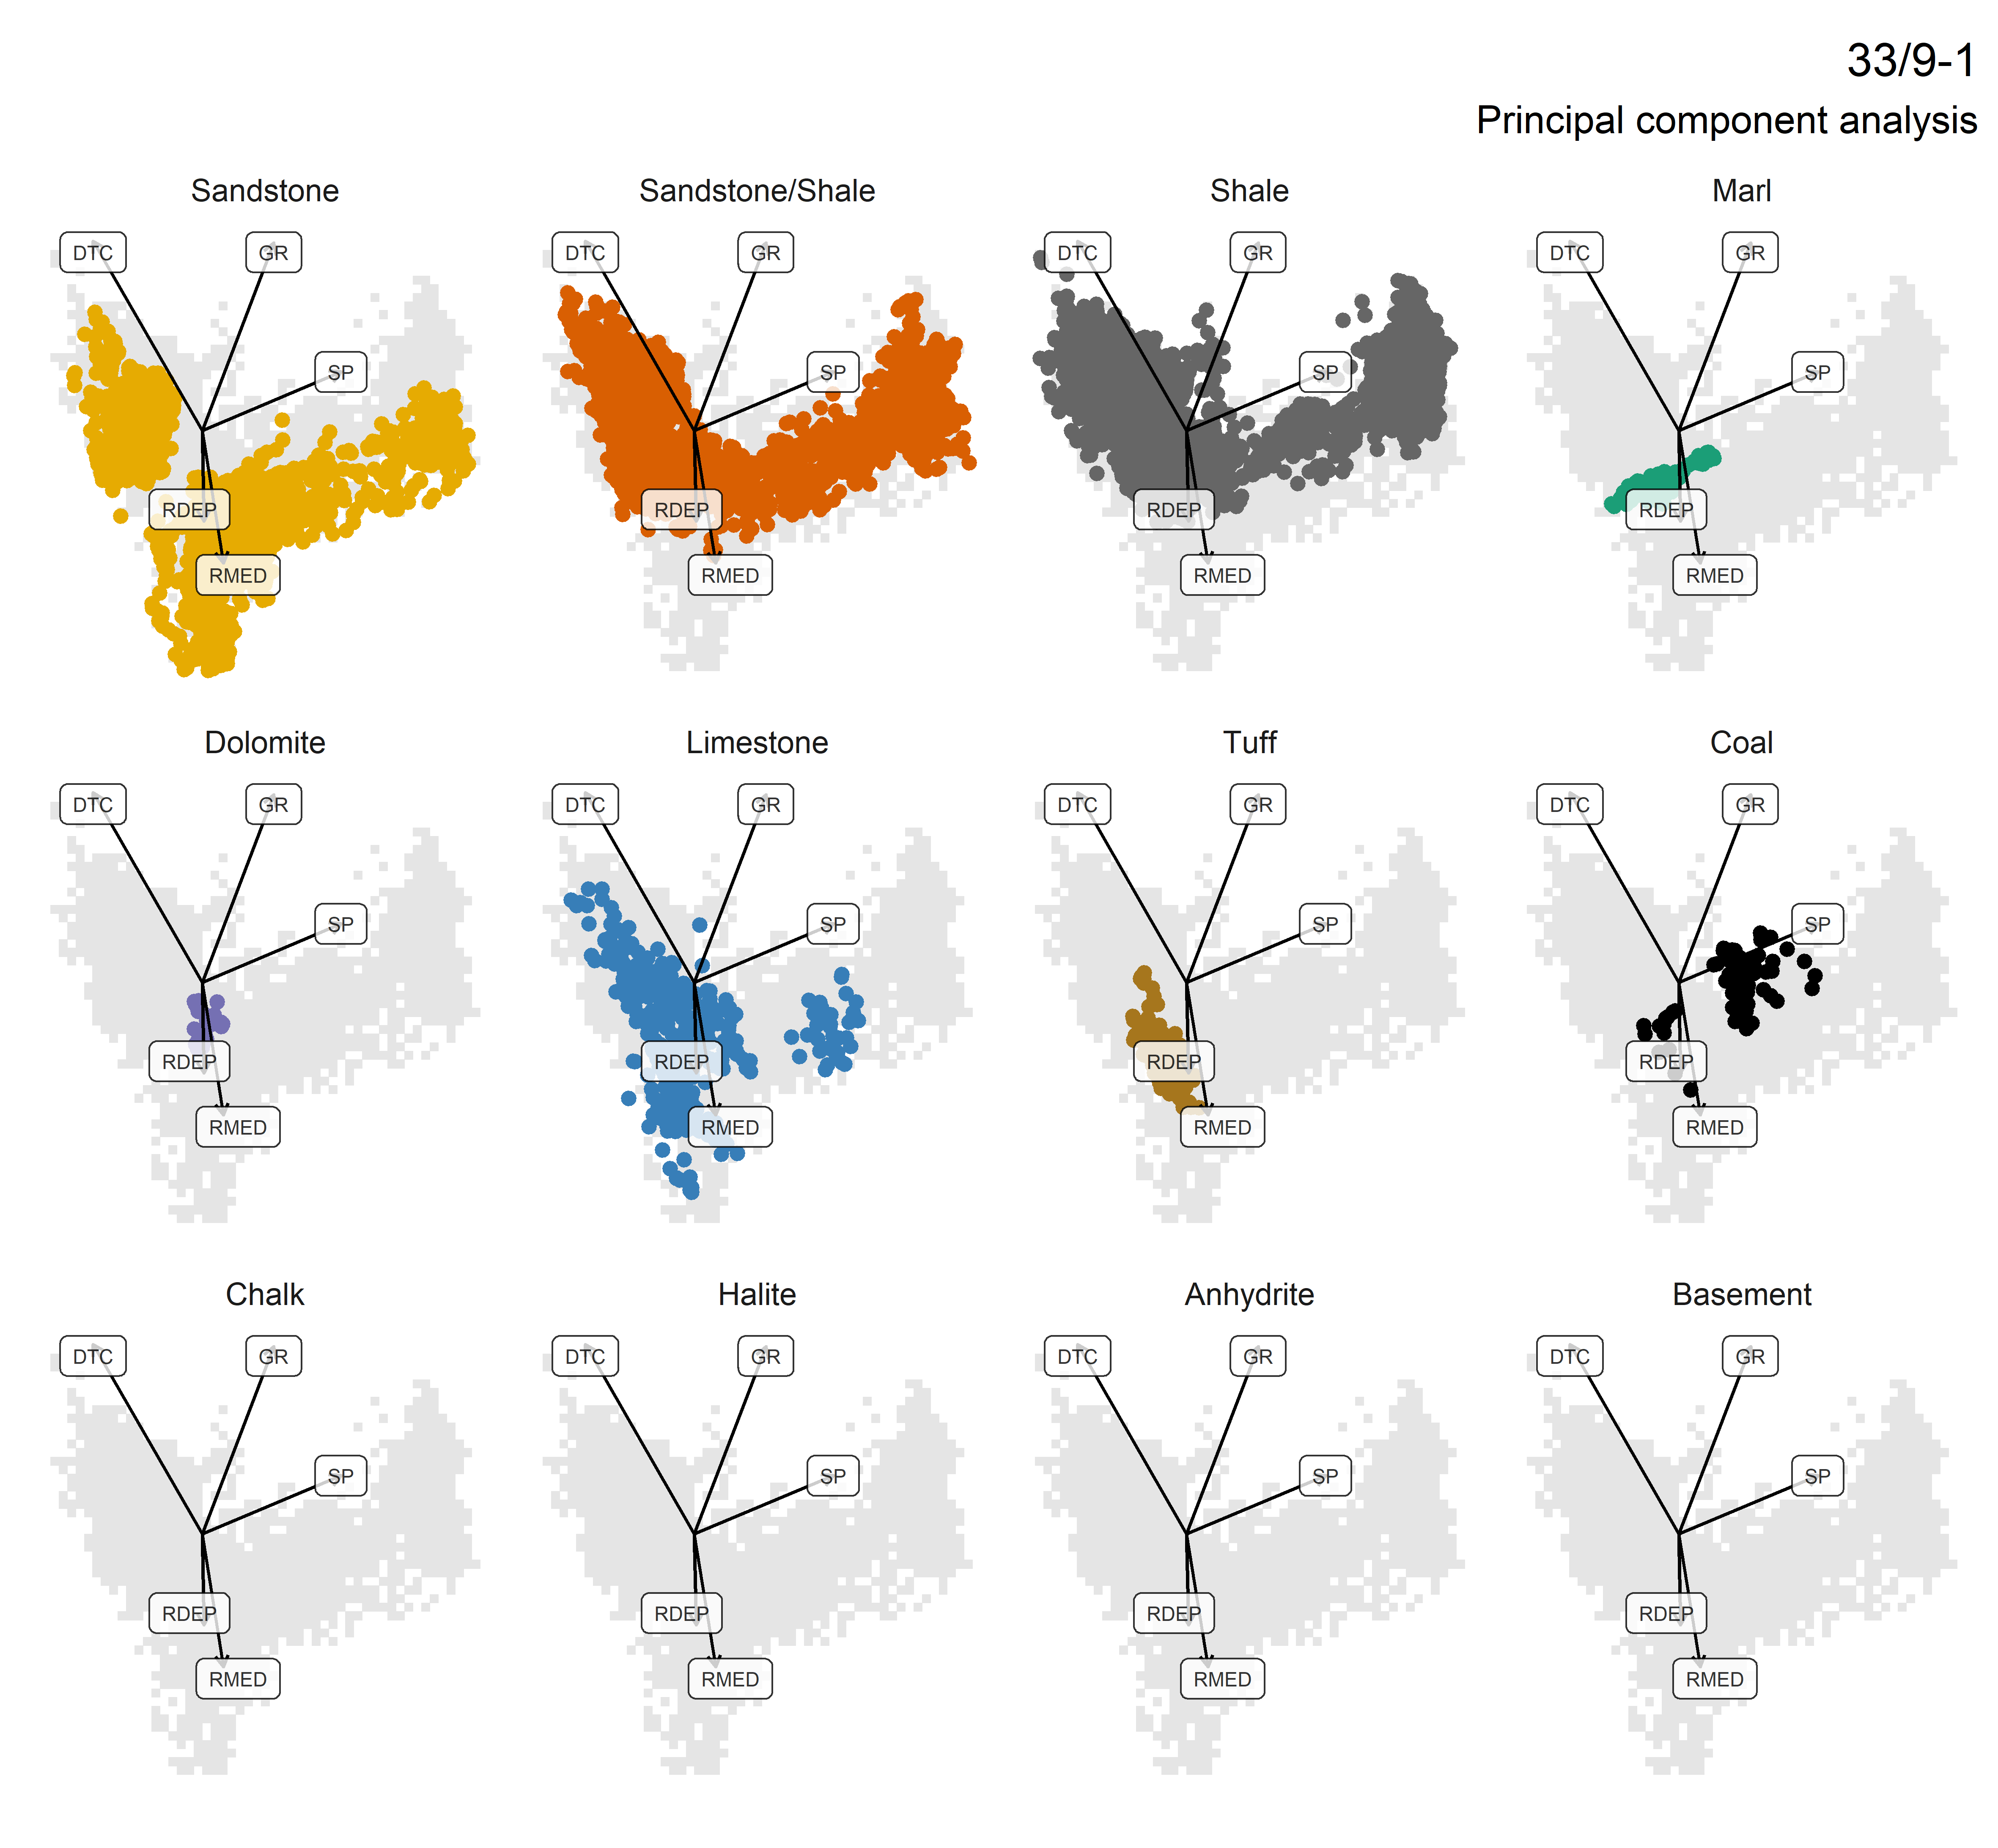 33/9-1
Principal component analysis
Sandstone
Sandstone/Shale
Shale
Marl
DTC
GR
SP
RDEP
RMED
DTC
GR
SP
RDEP
RMED
DTC
GR
SP
RDEP
RMED
DTC
GR
SP
RDEP
RMED
Dolomite
Limestone
Tuff
Coal
DTC
GR
SP
RDEP
RMED
DTC
GR
SP
RDEP
RMED
DTC
GR
SP
RDEP
RMED
DTC
GR
SP
RDEP
RMED
Chalk
Halite
Anhydrite
Basement
DTC
GR
SP
RDEP
RMED
DTC
GR
SP
RDEP
RMED
DTC
GR
SP
RDEP
RMED
DTC
GR
SP
RDEP
RMED